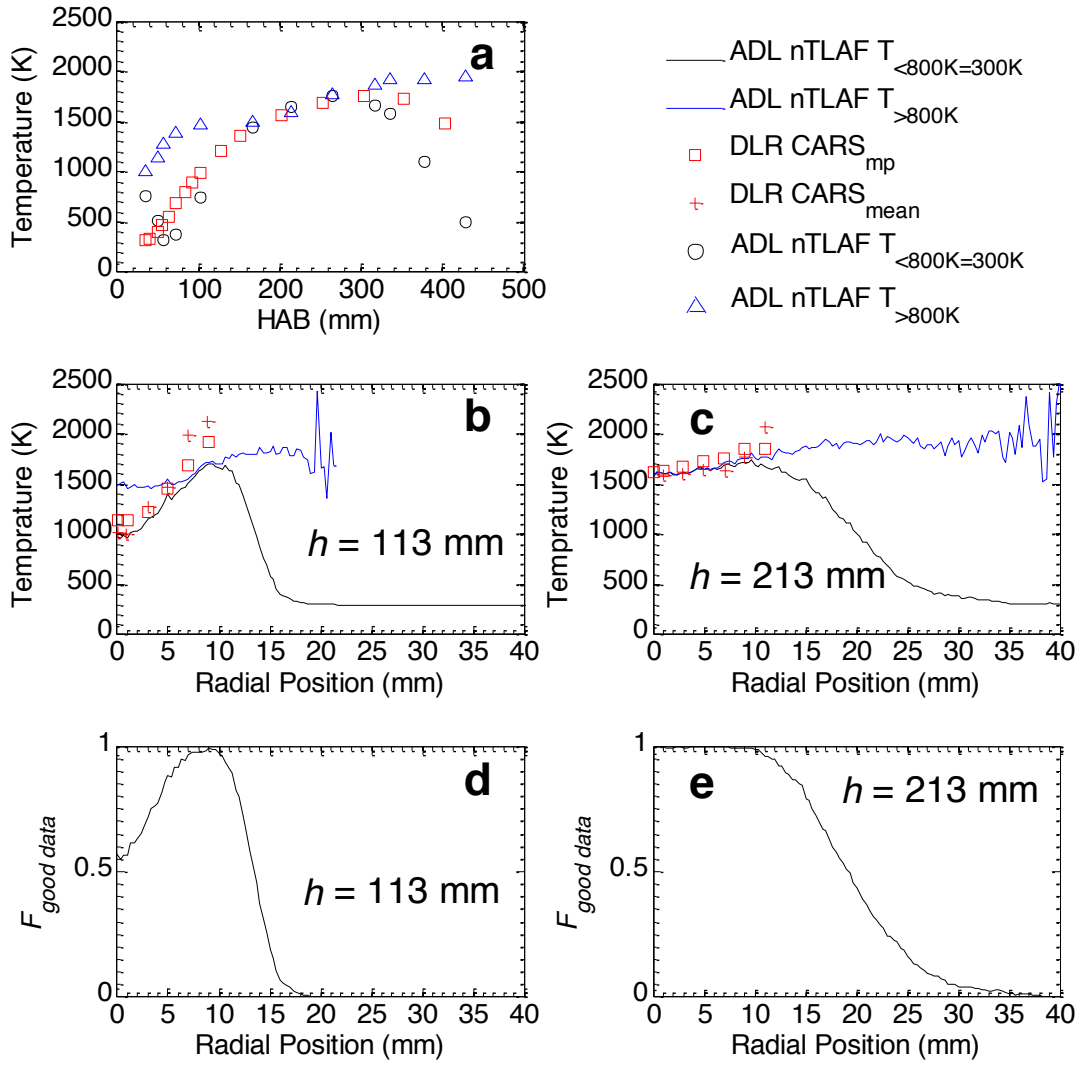 2500
2000
1500
1000
500
0
Temperature (K)
a
0 100 200 300 400 500
HAB (mm)
ADL nTLAF T<800K=300K
ADL nTLAF T>800K
DLR CARSmp
DLR CARSmean
ADL nTLAF T<800K=300K
ADL nTLAF T>800K
2500
2000
1500
1000
500
0
Temprature (K)
b
h = 113 mm
0 5 10 15 20 25 30 35 40
Radial Position (mm)
2500
2000
1500
1000
500
0
Temprature (K)
c
h = 213 mm
0 5 10 15 20 25 30 35 40
Radial Position (mm)
1
0.5
0
F good data
d
h = 113 mm
0 5 10 15 20 25 30 35 40
Radial Position (mm)
1
0.5
0
F good data
e
h = 213 mm
0 5 10 15 20 25 30 35 40
Radial Position (mm)